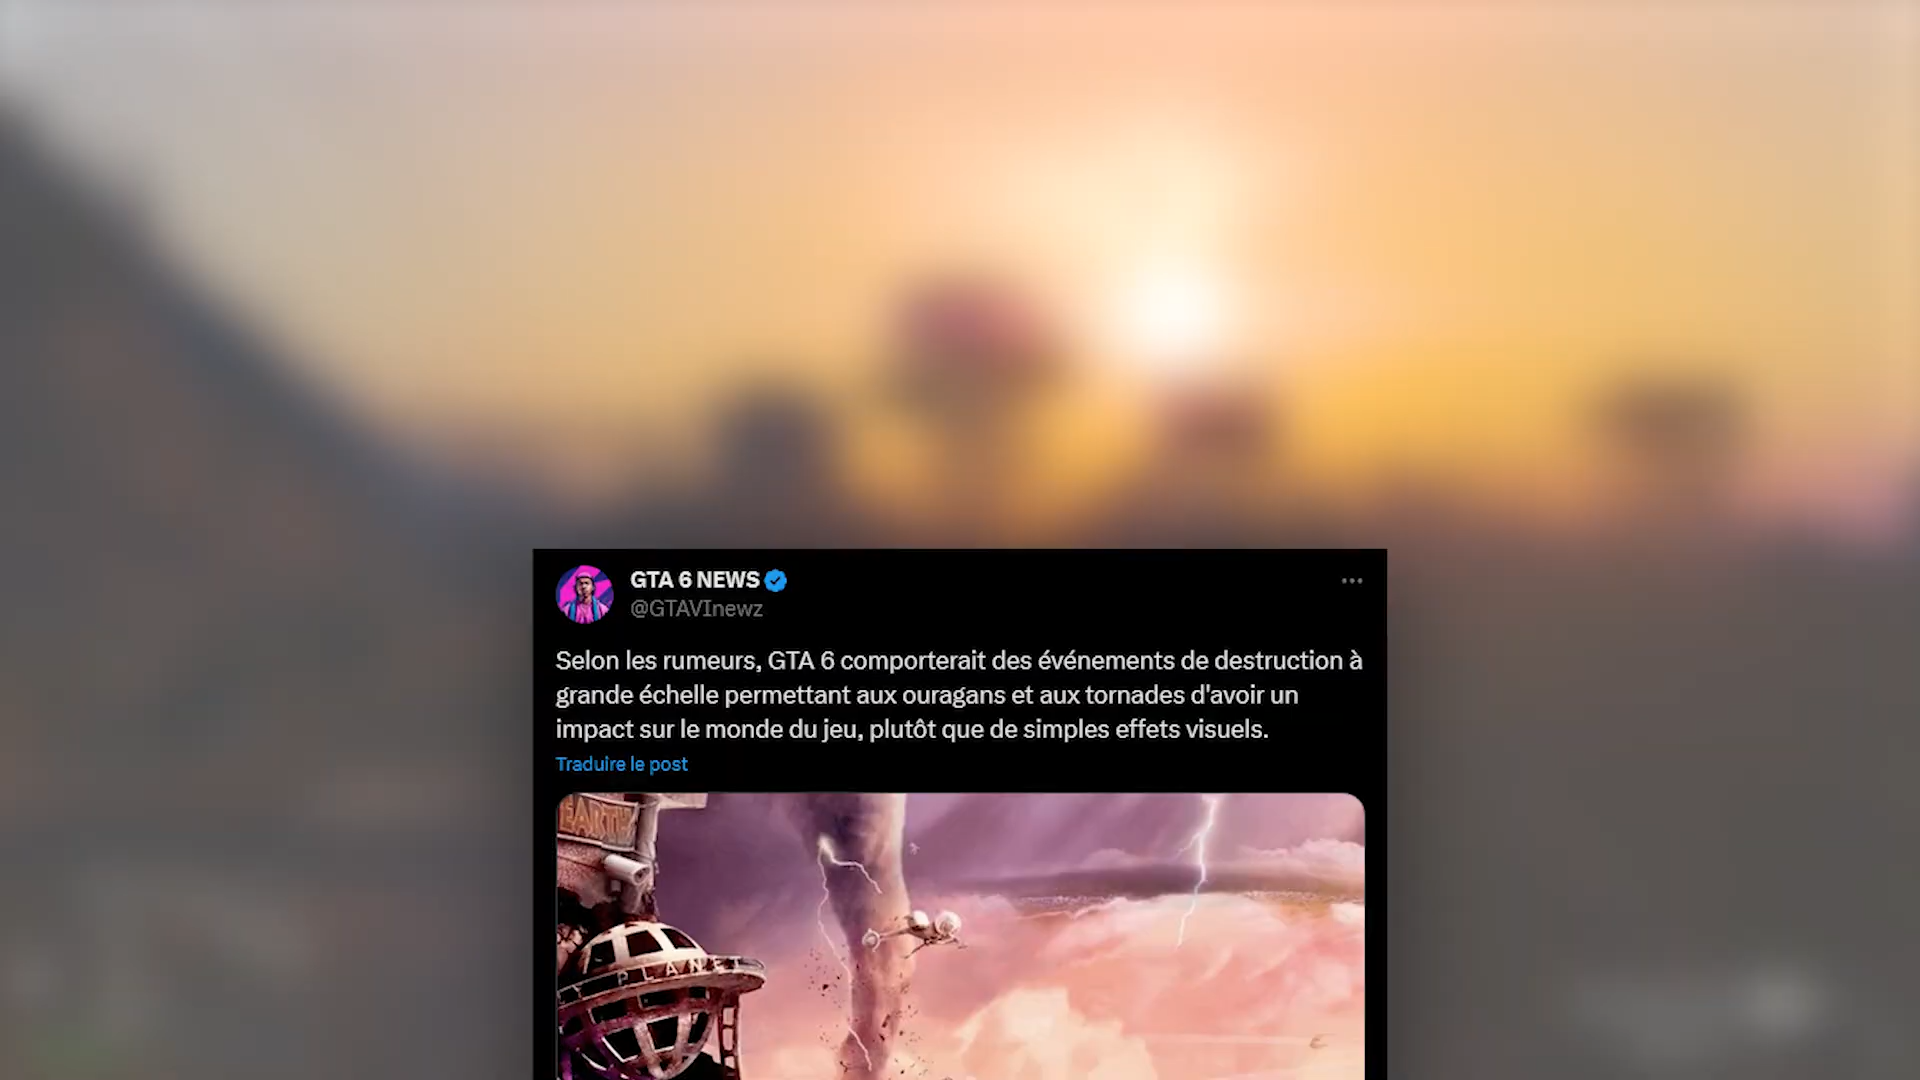 GTA 6 NEWS
@GTAVInewz
Selon les rumeurs, GTA 6 comporterait des événements de destruction à
grande échelle permettant aux ouragans et aux tornades d'avoir un
impact sur le monde du jeu, plutôt que de simples effets visuels.
Traduire le post
EARTH
PLANET